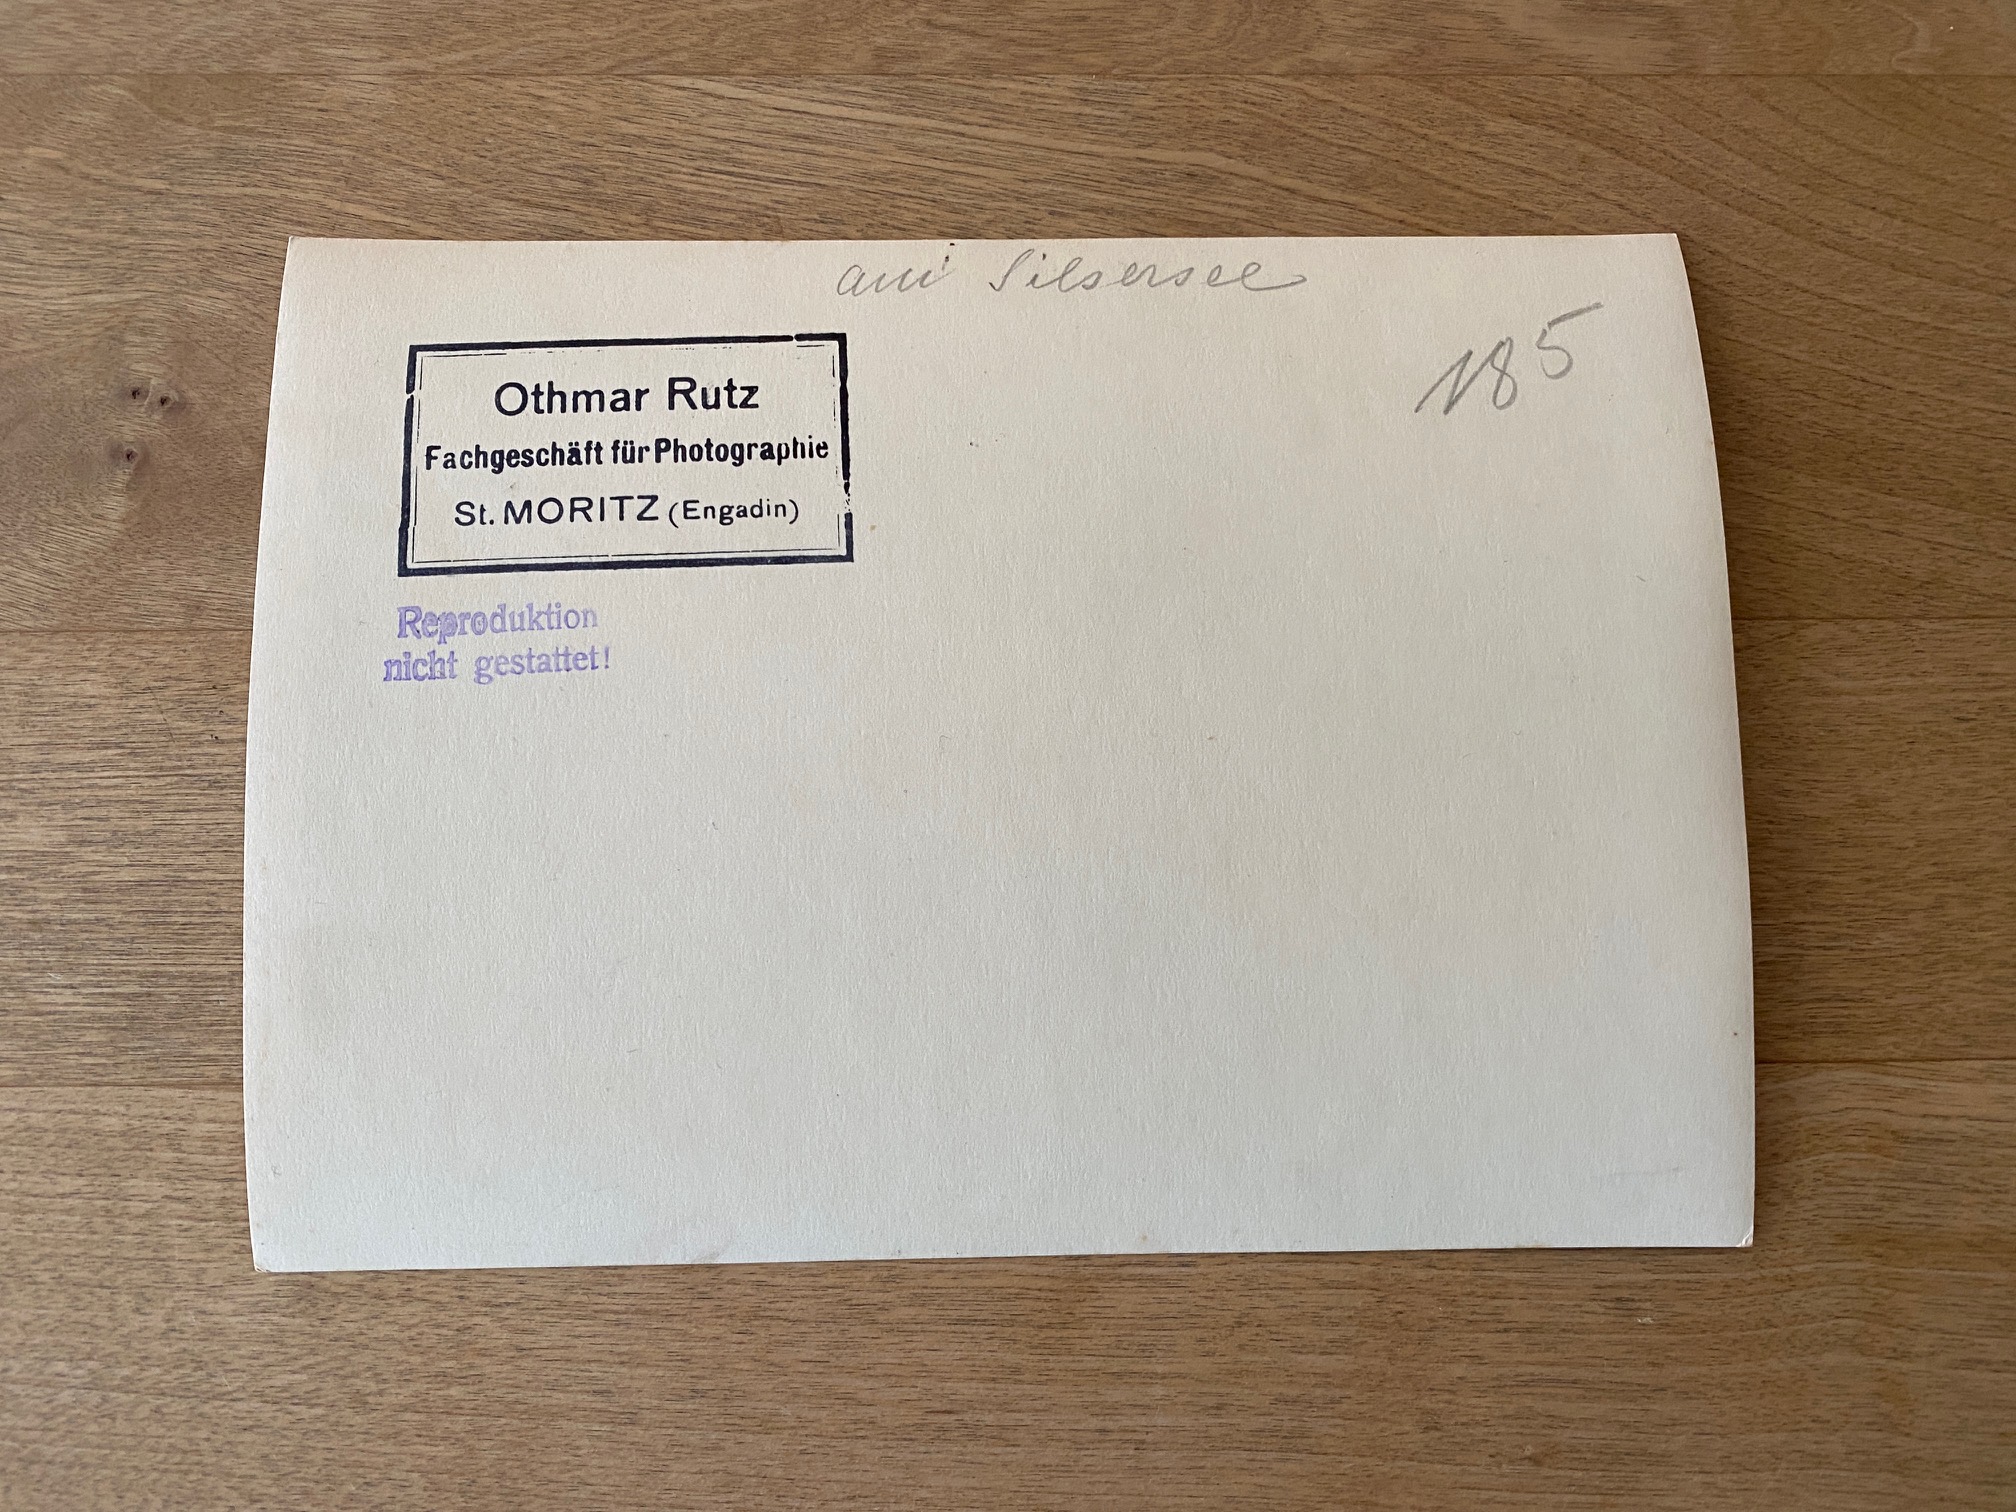 am Silsersee
185
Othmar Rutz
Fachgeschäft für Photographie
St. MORITZ (Engadin)
Reproduktion
nicht gestattet!